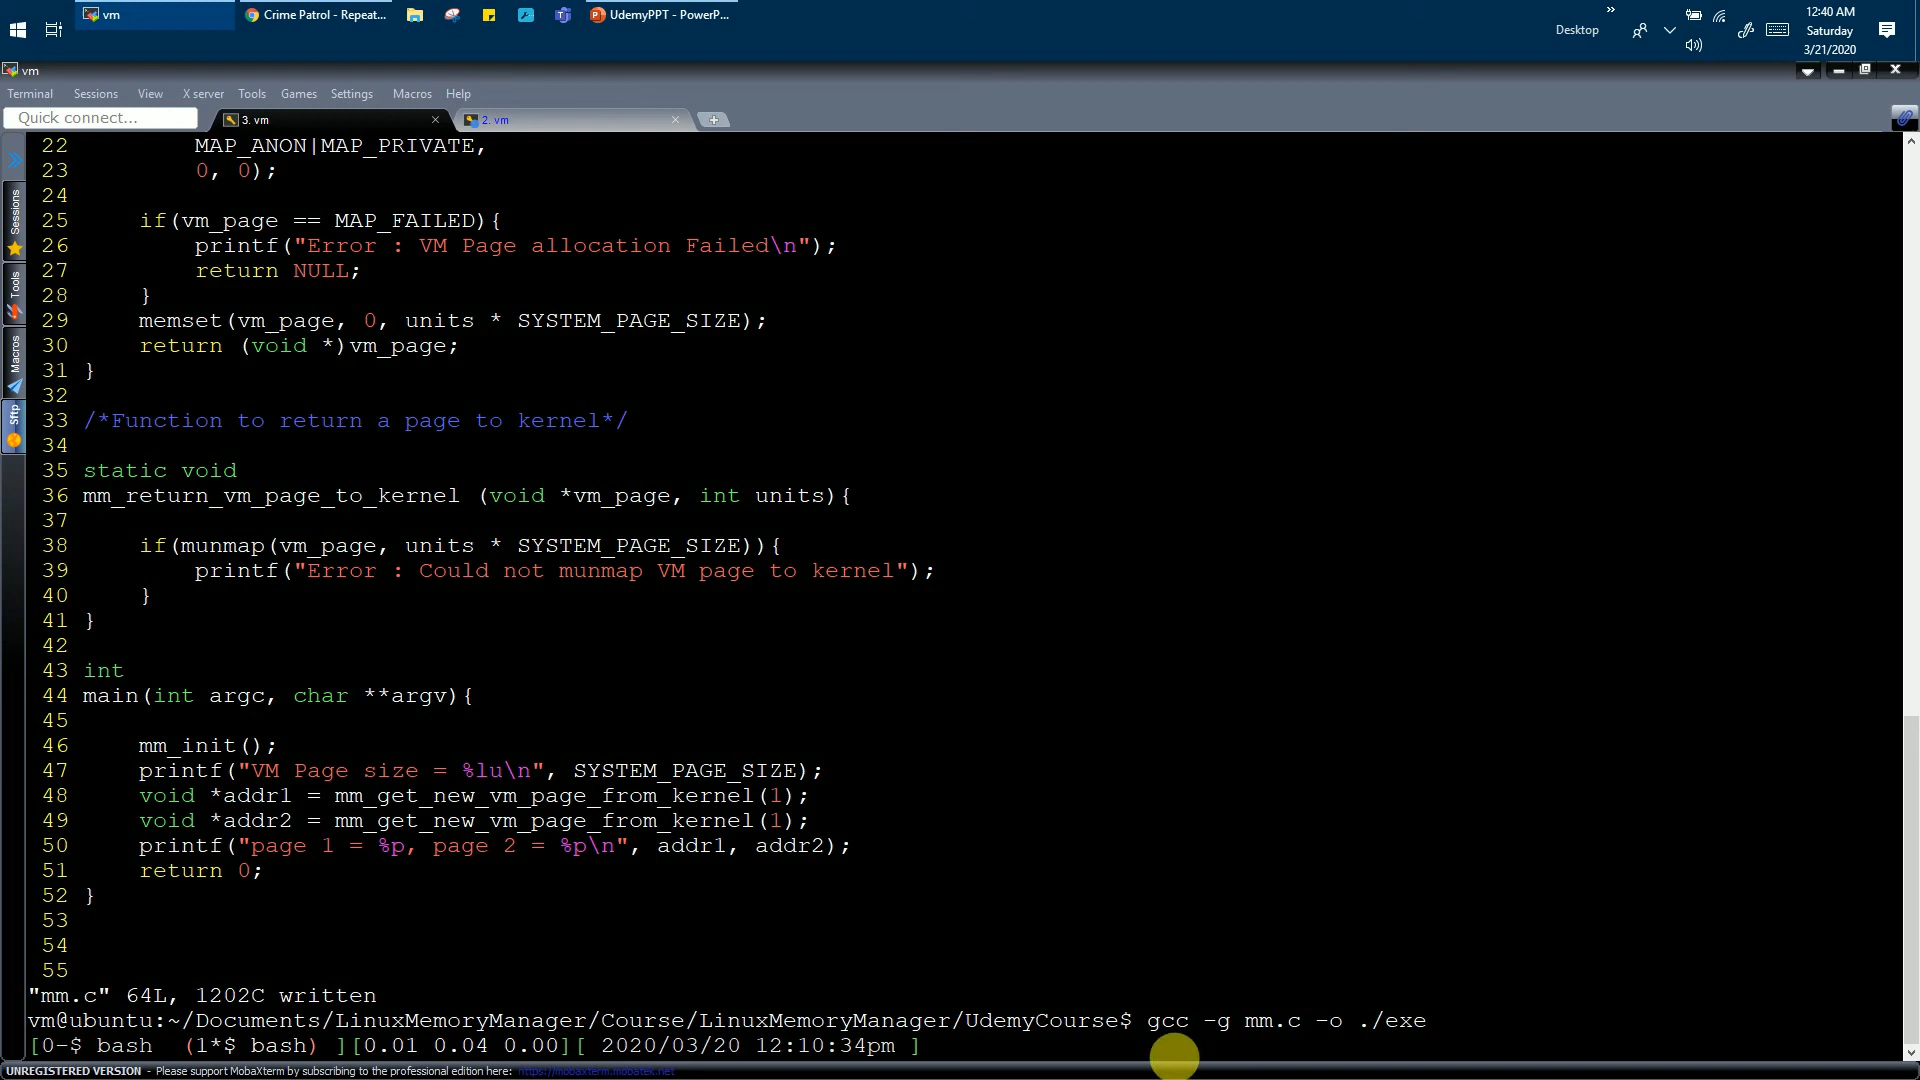 vm
Crime Patrol - Repeat...
UdemyPPT - PowerP...
Desktop
»
12:40 AM
Saturday
3/21/2020
vm
Terminal Sessions View X server Tools Games Settings Macros Help
Quick connect...
3. vm
2. vm
Sessions
Tools
Macros
Sftp
22         MAP_ANON|MAP_PRIVATE,
23         0, 0);
24
25     if(vm_page == MAP_FAILED){
26         printf("Error : VM Page allocation Failed\n");
27         return NULL;
28     }
29     memset(vm_page, 0, units * SYSTEM_PAGE_SIZE);
30     return (void *)vm_page;
31 }
32
33 /*Function to return a page to kernel*/
34
35 static void
36 mm_return_vm_page_to_kernel (void *vm_page, int units){
37
38     if(munmap(vm_page, units * SYSTEM_PAGE_SIZE)){
39         printf("Error : Could not munmap VM page to kernel");
40     }
41 }
42
43 int
44 main(int argc, char **argv){
45
46     mm_init();
47     printf("VM Page size = %lu\n", SYSTEM_PAGE_SIZE);
48     void *addr1 = mm_get_new_vm_page_from_kernel(1);
49     void *addr2 = mm_get_new_vm_page_from_kernel(1);
50     printf("page 1 = %p, page 2 = %p\n", addr1, addr2);
51     return 0;
52 }
53
54
55
"mm.c" 64L, 1202C written
vm@ubuntu:~/Documents/LinuxMemoryManager/Course/LinuxMemoryManager/UdemyCourse$ gcc -g mm.c -o ./exe
[0-$ bash  (1*$ bash) ][0.01 0.04 0.00][ 2020/03/20 12:10:34pm ]
UNREGISTERED VERSION - Please support MobaXterm by subscribing to the professional edition here: https://mobaxterm.mobatek.net